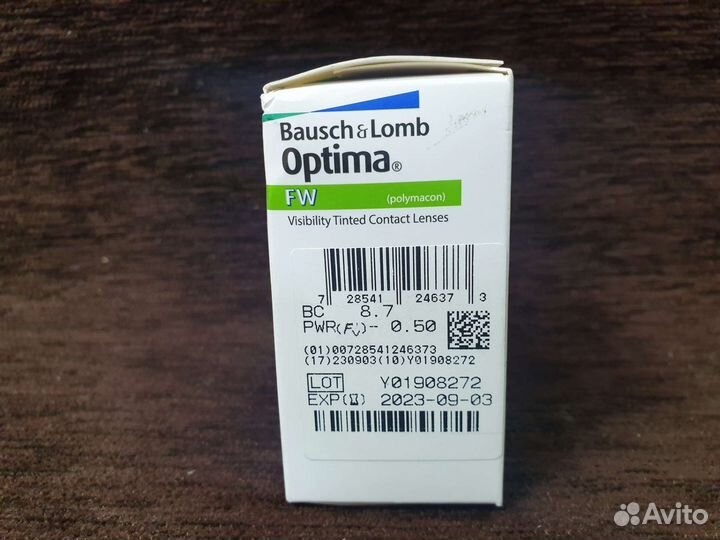 Bausch & Lomb
Optima®
FW (polymacon)
Visibility Tinted Contact Lenses
7 28541 24637 3
BC 8.7
PWR(Fv)- 0.50
(01)00728541246373
(17)230903(10)Y01908272
LOT Y01908272
EXP(⌛) 2023-09-03
Avito